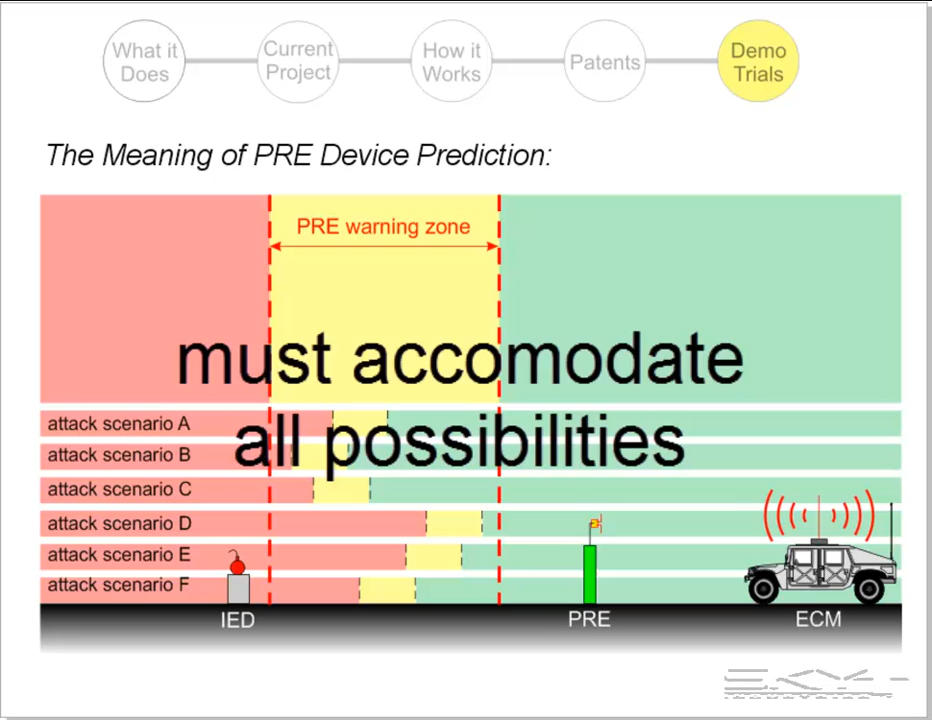 What it
Does
Current
Project
How it
Works
Patents
Demo
Trials
The Meaning of PRE Device Prediction:
PRE warning zone
must accomodate
all possibilities
attack scenario A
attack scenario B
attack scenario C
attack scenario D
attack scenario E
attack scenario F
IED
PRE
ECM